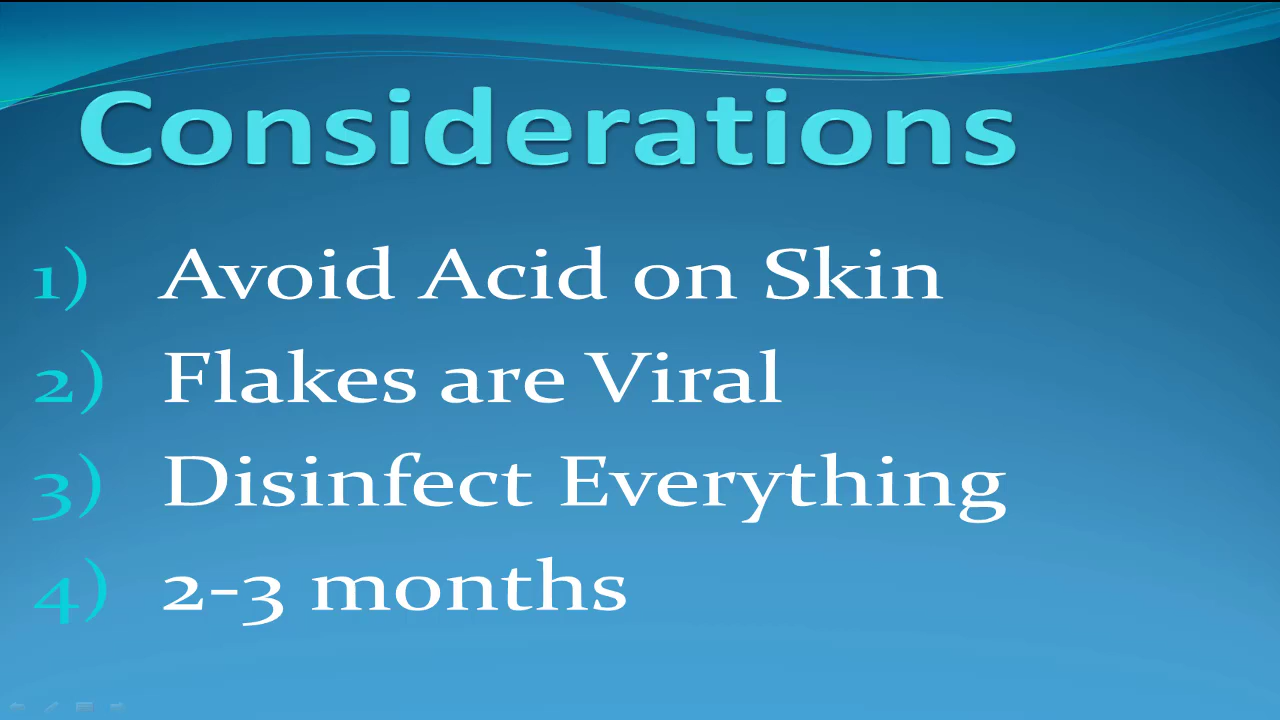 Considerations
1) Avoid Acid on Skin
2) Flakes are Viral
3) Disinfect Everything
4) 2-3 months